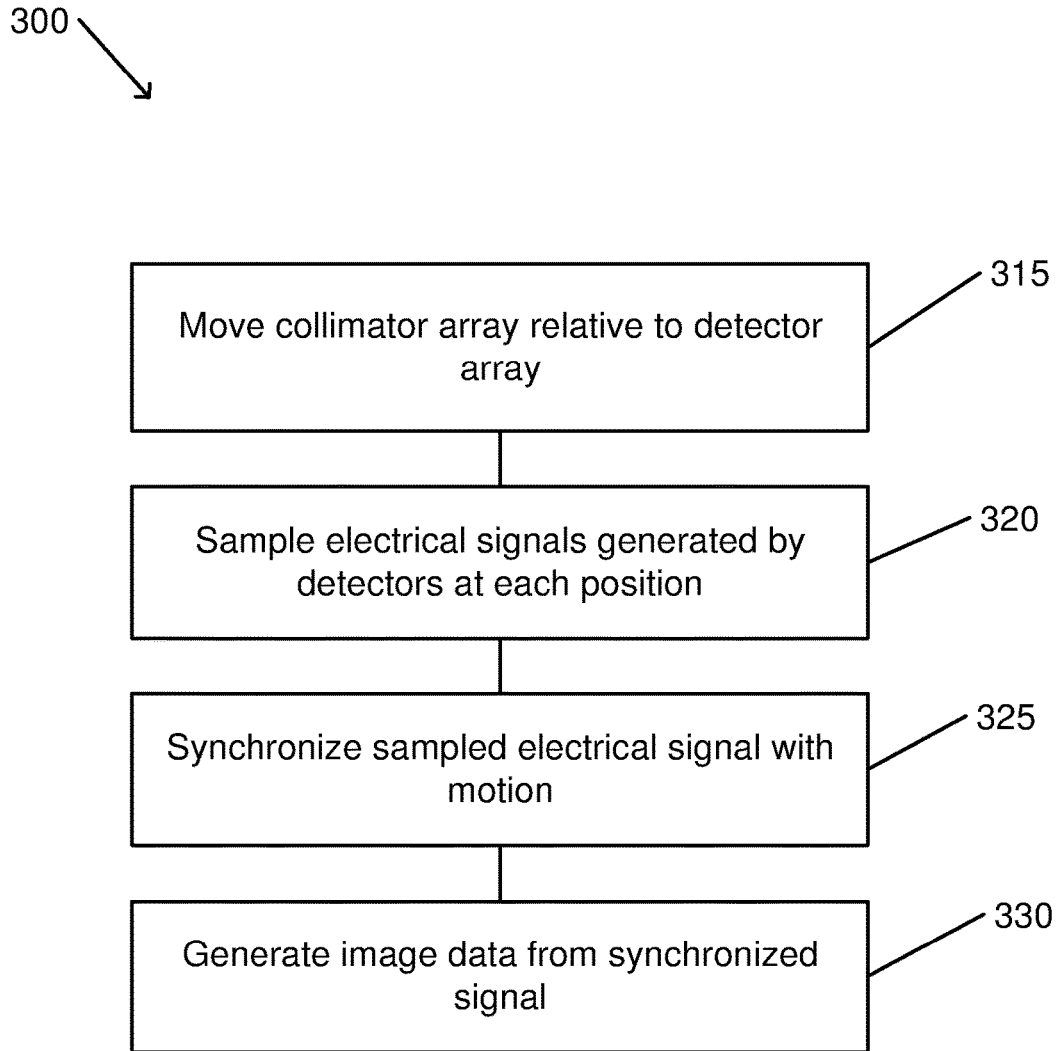 300
315
Move collimator array relative to detector
array
320
Sample electrical signals generated by
detectors at each position
325
Synchronize sampled electrical signal with
motion
330
Generate image data from synchronized
signal